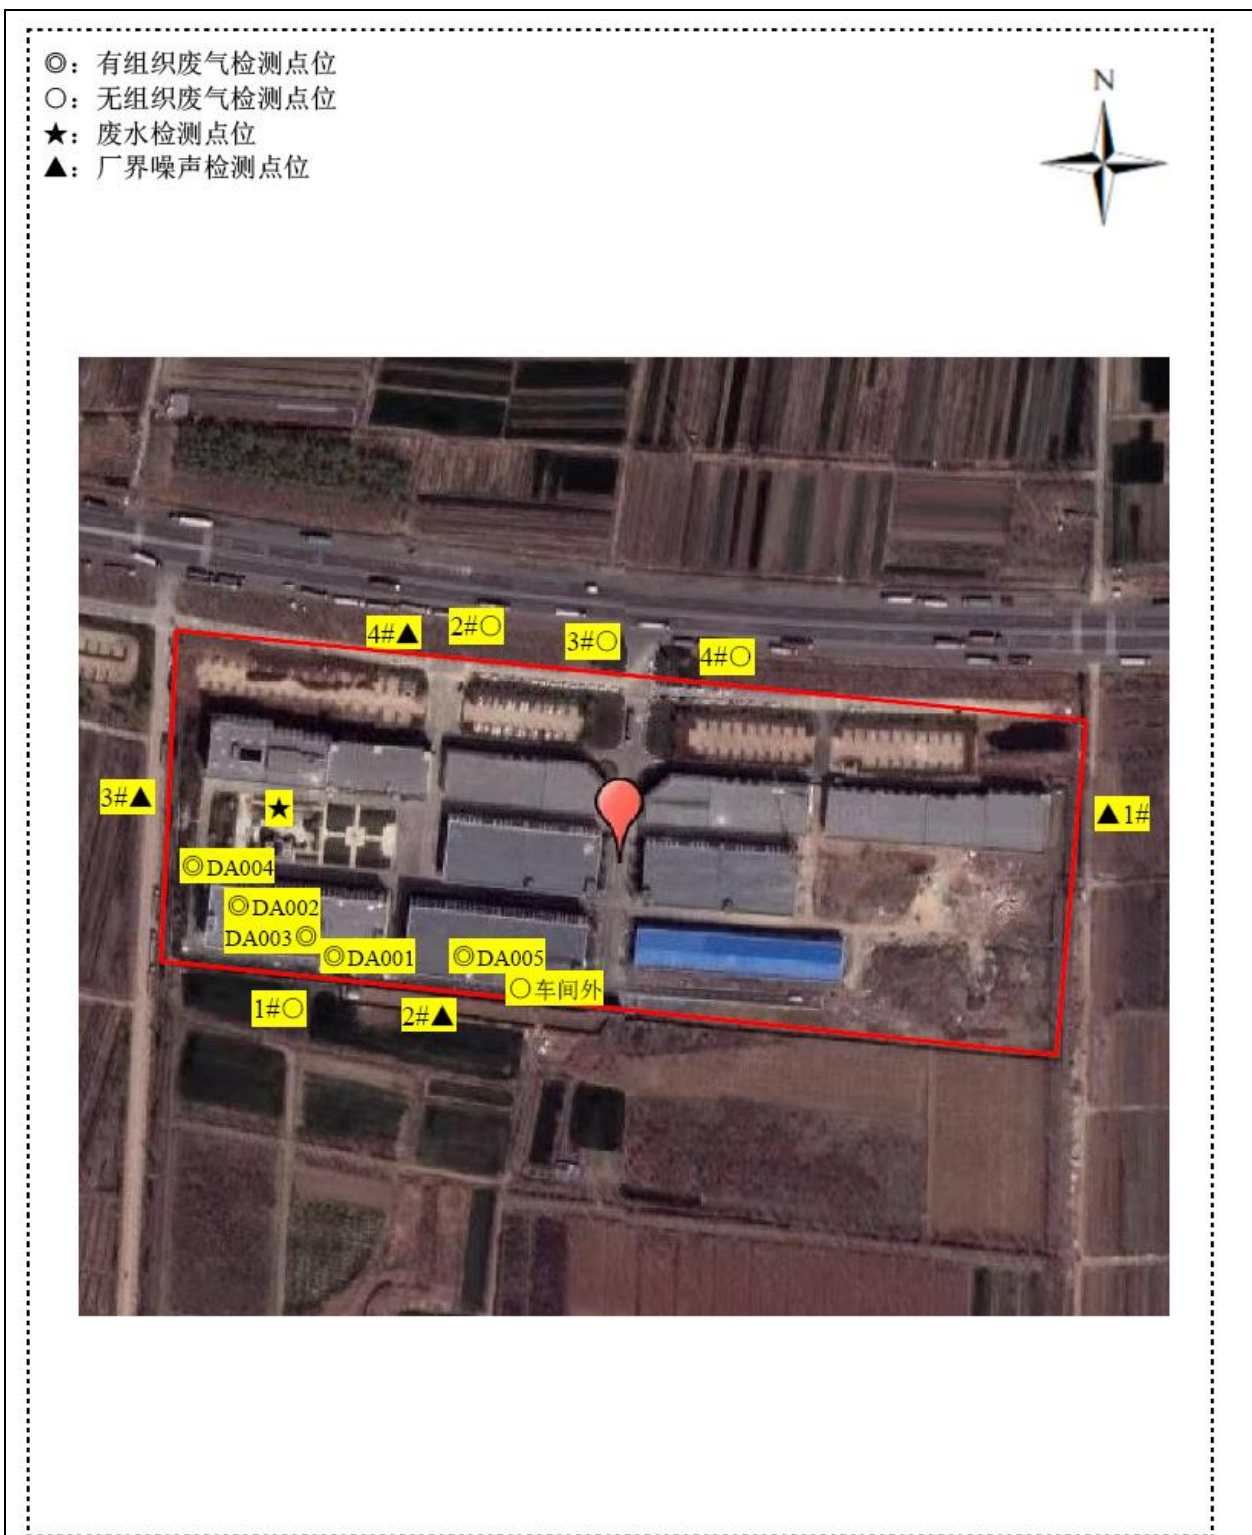 ◎：有组织废气检测点位
○：无组织废气检测点位
★：废水检测点位
▲：厂界噪声检测点位
N
4#▲
2#○
3#○
4#○
3#▲
★
▲1#
◎DA004
◎DA002
DA003◎
◎DA001
◎DA005
○车间外
1#○
2#▲